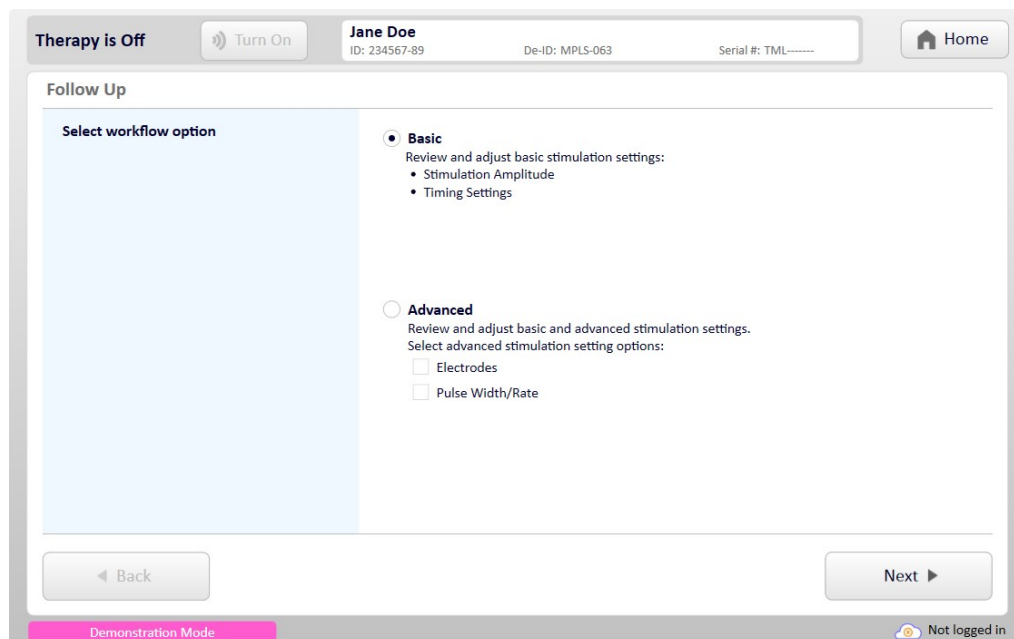 Therapy is Off
Turn On
Jane Doe
ID: 234567-89 De-ID: MPLS-063 Serial #: TML-------
Home
Follow Up
Select workflow option
Basic
Review and adjust basic stimulation settings:
• Stimulation Amplitude
• Timing Settings
Advanced
Review and adjust basic and advanced stimulation settings.
Select advanced stimulation setting options:
Electrodes
Pulse Width/Rate
Back
Next
Demonstration Mode
Not logged in